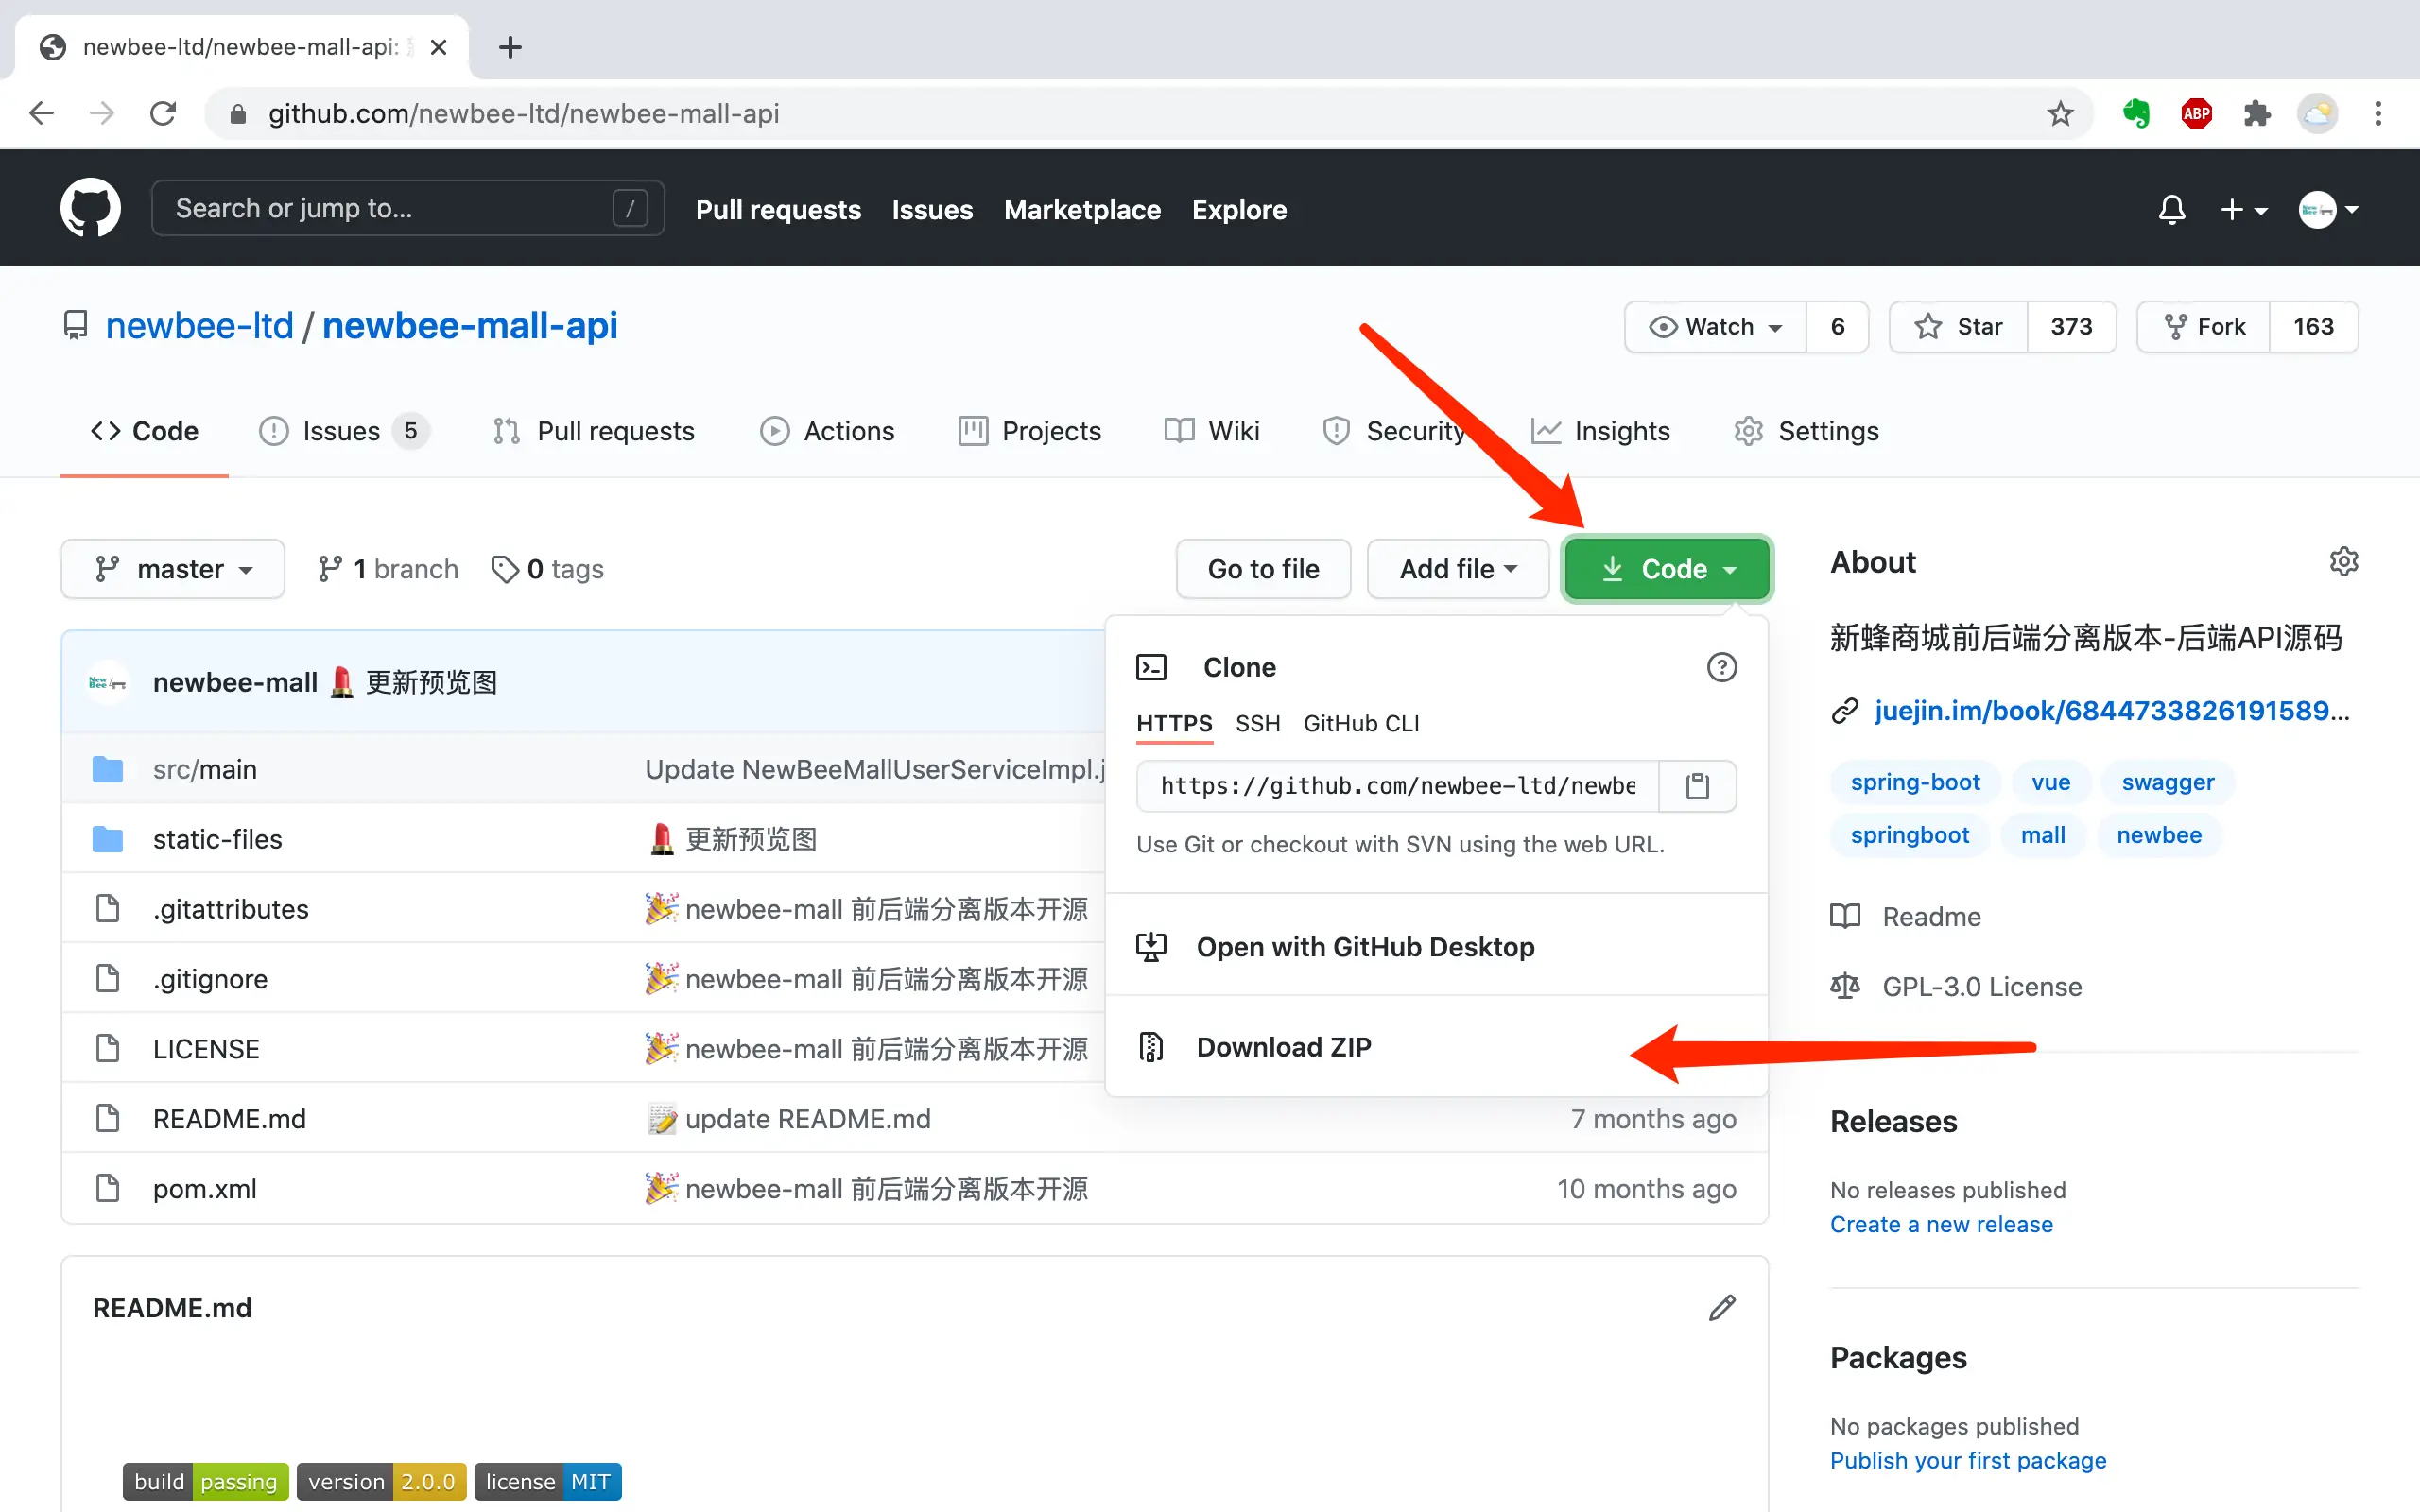 newbee-ltd/newbee-mall-api:
github.com/newbee-ltd/newbee-mall-api
ABP
Search or jump to...
/
Pull requests
Issues
Marketplace
Explore
newbee-ltd / newbee-mall-api
Watch 6
Star 373
Fork 163
Code
Issues 5
Pull requests
Actions
Projects
Wiki
Security
Insights
Settings
master
1 branch
0 tags
Go to file
Add file
Code
newbee-mall 💄 更新预览图
src/main
Update NewBeeMallUserServiceImpl.j
static-files
💄 更新预览图
.gitattributes
🎉 newbee-mall 前后端分离版本开源
.gitignore
🎉 newbee-mall 前后端分离版本开源
LICENSE
🎉 newbee-mall 前后端分离版本开源
README.md
📝 update README.md
7 months ago
pom.xml
🎉 newbee-mall 前后端分离版本开源
10 months ago
Clone
HTTPS
SSH
GitHub CLI
https://github.com/newbee-ltd/newbe
Use Git or checkout with SVN using the web URL.
Open with GitHub Desktop
Download ZIP
README.md
build passing
version 2.0.0
license MIT
About
新蜂商城前后端分离版本-后端API源码
juejin.im/book/6844733826191589...
spring-boot
vue
swagger
springboot
mall
newbee
Readme
GPL-3.0 License
Releases
No releases published
Create a new release
Packages
No packages published
Publish your first package